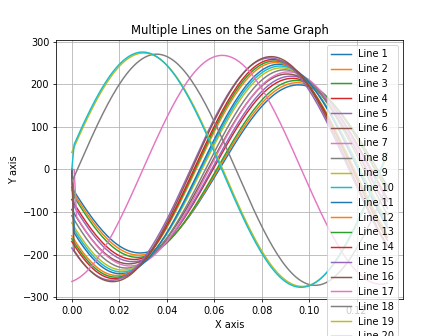 Multiple Lines on the Same Graph
300
200
100
0
−100
−200
−300
Y axis
0.00
0.02
0.04
0.06
0.08
0.10
X axis
Line 1
Line 2
Line 3
Line 4
Line 5
Line 6
Line 7
Line 8
Line 9
Line 10
Line 11
Line 12
Line 13
Line 14
Line 15
Line 16
Line 17
Line 18
Line 19
Line 20